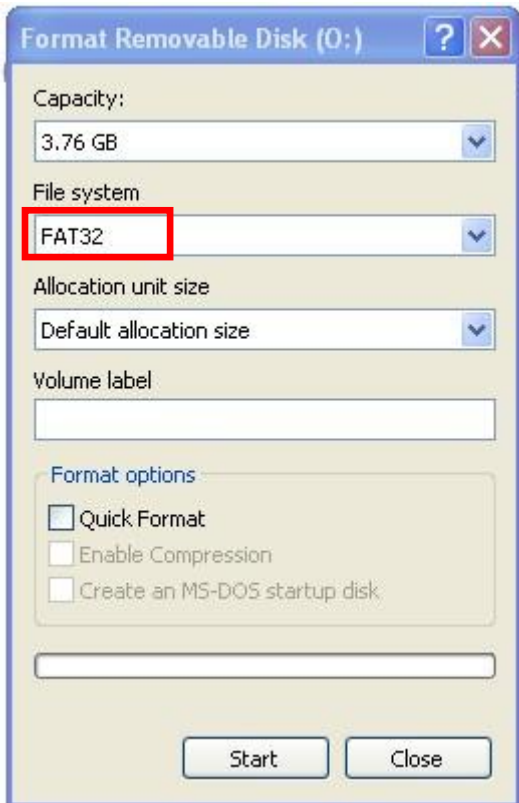 Format Removable Disk (O:)
Capacity:
3.76 GB
File system
FAT32
Allocation unit size
Default allocation size
Volume label
Format options
Quick Format
Enable Compression
Create an MS-DOS startup disk
Start Close